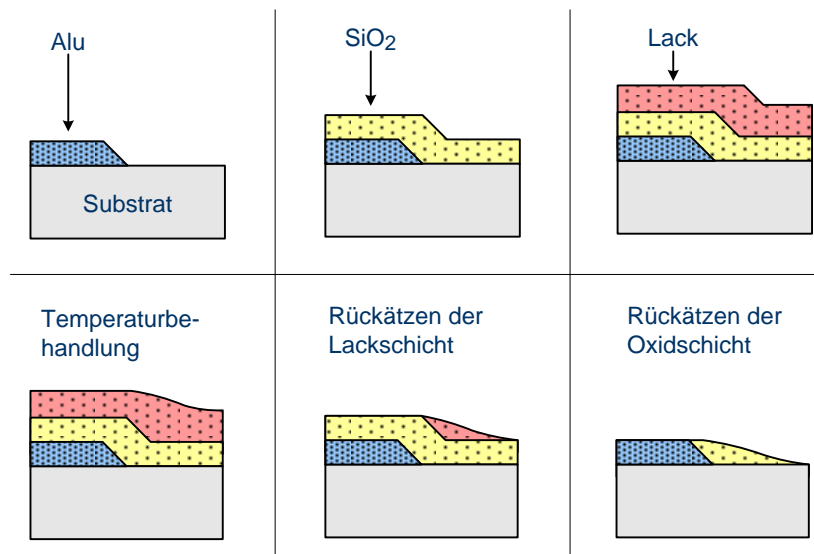 Alu
SiO₂
Lack
Substrat
Temperaturbe-
handlung
Rückätzen der
Lackschicht
Rückätzen der
Oxidschicht